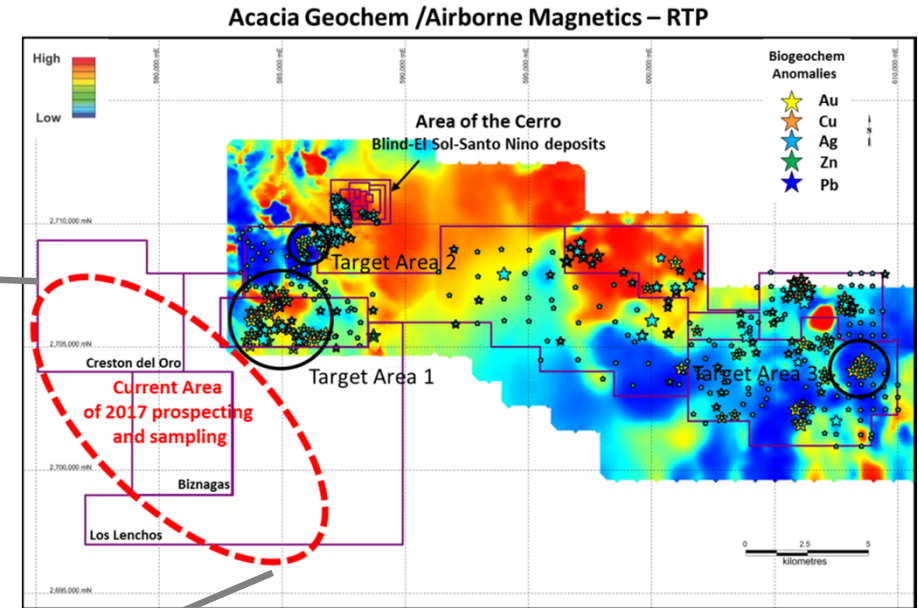 Acacia Geochem /Airborne Magnetics – RTP
High
Low
580,000 mE
585,000 mE
590,000 mE
595,000 mE
600,000 mE
610,000 mE
Biogeochem
Anomalies
Au
Cu
Ag
Zn
Pb
N
Area of the Cerro
Blind-El Sol-Santo Nino deposits
2,710,000 mN
Target Area 2
2,705,000 mN
Target Area 1
Target Area 3
Creston del Oro
Current Area
of 2017 prospecting
and sampling
2,700,000 mN
Biznagas
Los Lenchos
0 2.5 5
kilometres
2,695,000 mN